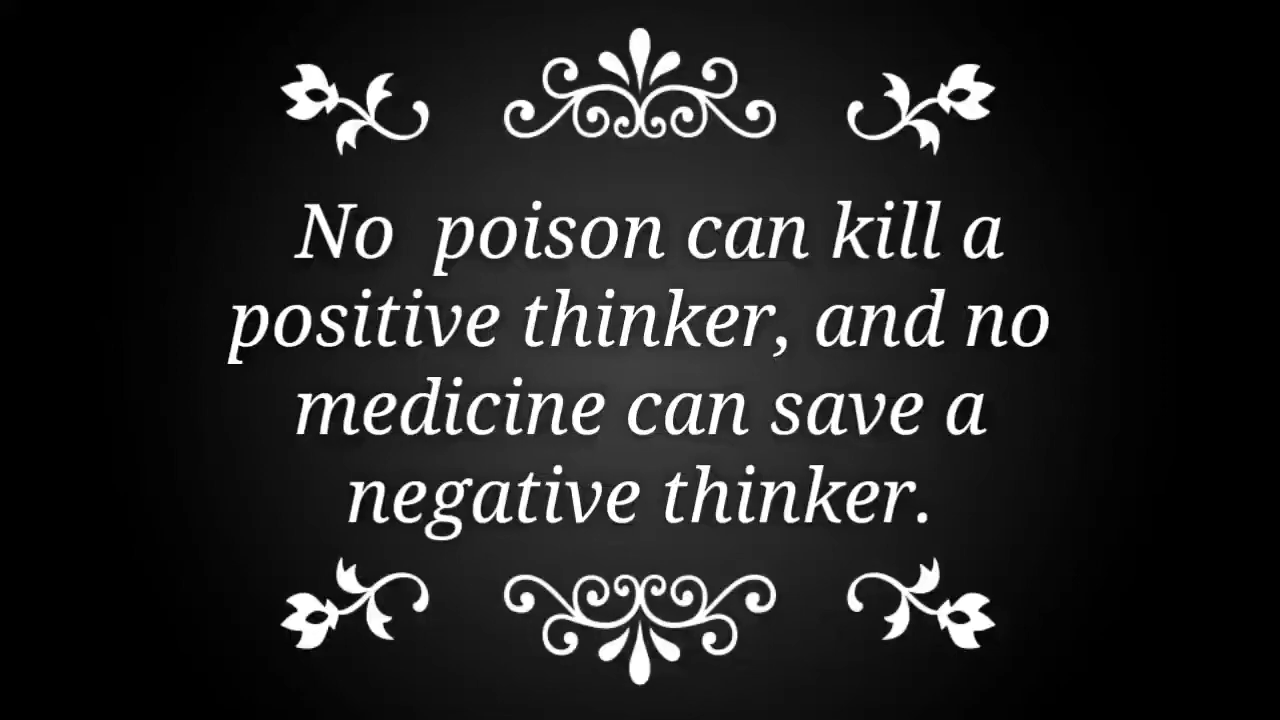 No  poison can kill a
positive thinker, and no
medicine can save a
negative thinker.